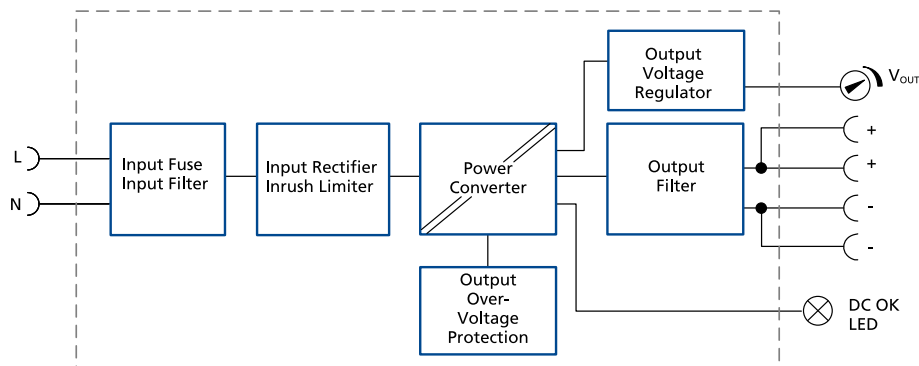 Output
Voltage
Regulator
V_OUT
L
N
Input Fuse
Input Filter
Input Rectifier
Inrush Limiter
Power
Converter
Output
Filter
+
+
-
-
Output
Over-
Voltage
Protection
DC OK
LED